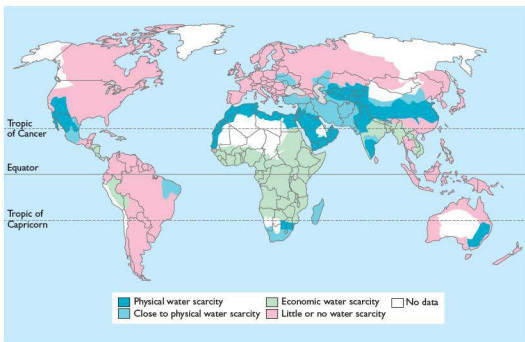 Tropic
of Cancer
Equator
Tropic of
Capricorn
Physical water scarcity
Economic water scarcity
No data
Close to physical water scarcity
Little or no water scarcity